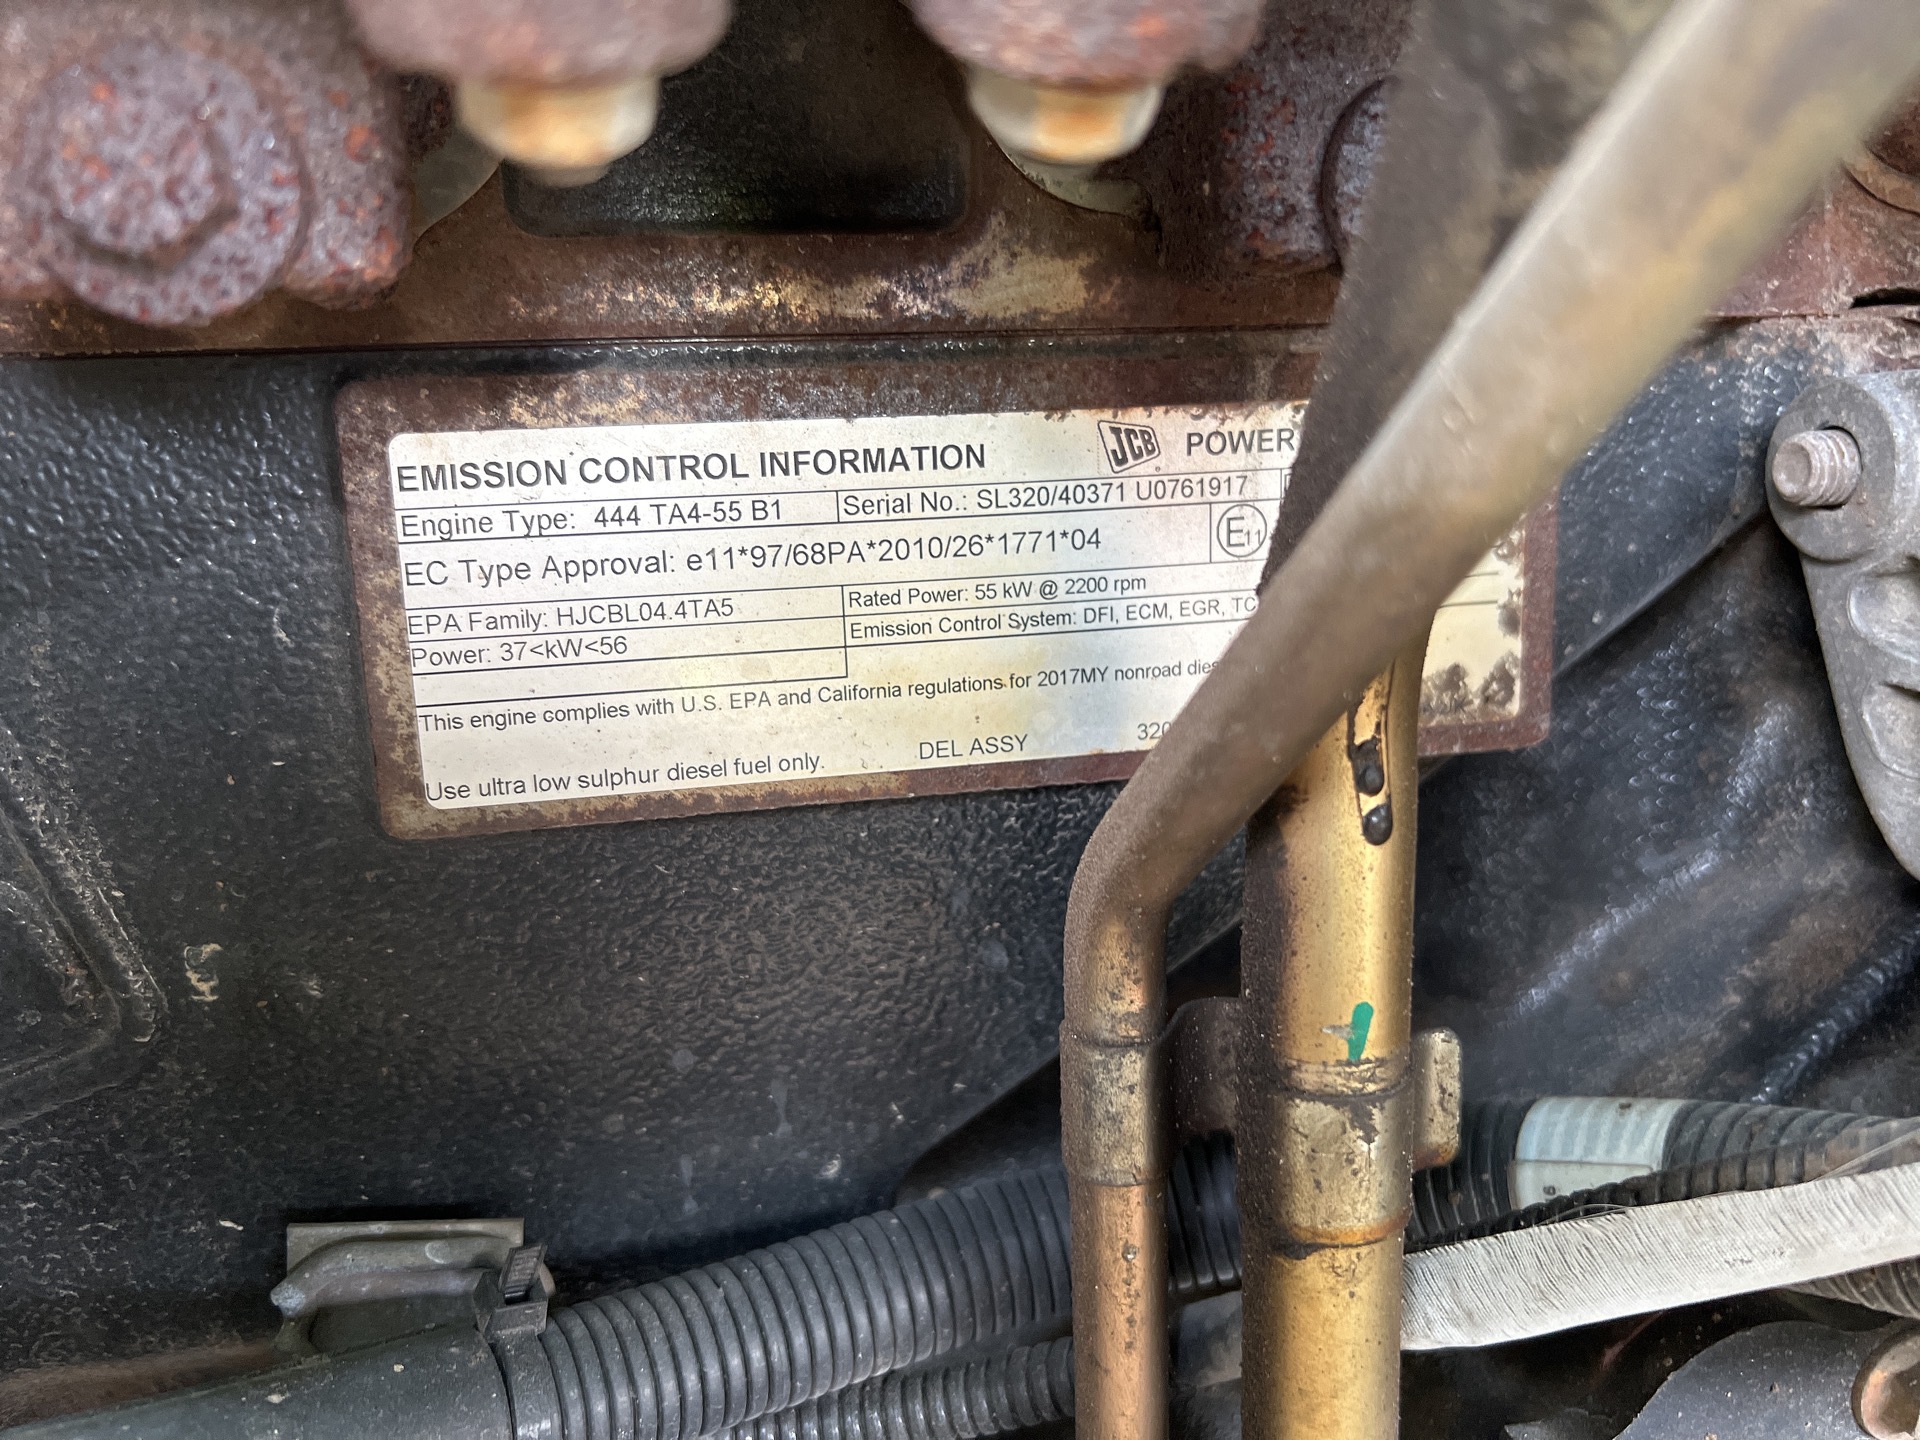 EMISSION CONTROL INFORMATION JCB POWER
Engine Type: 444 TA4-55 B1 Serial No.: SL320/40371 U0761917
EC Type Approval: e11*97/68PA*2010/26*1771*04 E11
EPA Family: HJCBL04.4TA5 Rated Power: 55 kW @ 2200 rpm
Power: 37<kW<56 Emission Control System: DFI, ECM, EGR, TC
This engine complies with U.S. EPA and California regulations for 2017MY nonroad
Use ultra low sulphur diesel fuel only. DEL ASSY 320